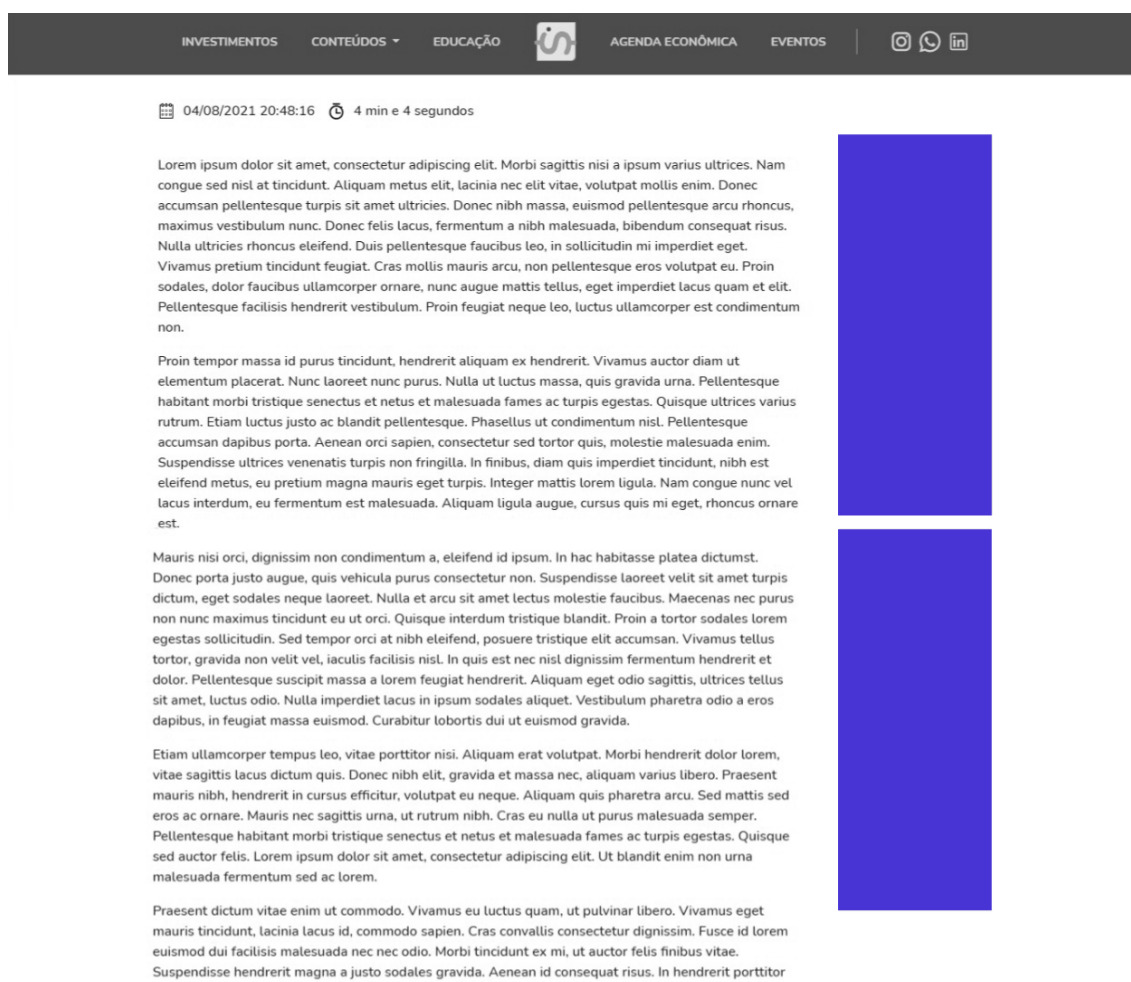 INVESTIMENTOS CONTEÚDOS EDUCAÇÃO in AGENDA ECONÔMICA EVENTOS in
04/08/2021 20:48:16 4 min e 4 segundos
Lorem ipsum dolor sit amet, consectetur adipiscing elit. Morbi sagittis nisi a ipsum varius ultrices. Nam
congue sed nisl at tincidunt. Aliquam metus elit, lacinia nec elit vitae, volutpat mollis enim. Donec
accumsan pellentesque turpis sit amet ultricies. Donec nibh massa, euismod pellentesque arcu rhoncus,
maximus vestibulum nunc. Donec felis lacus, fermentum a nibh malesuada, bibendum consequat risus.
Nulla ultricies rhoncus eleifend. Duis pellentesque faucibus leo, in sollicitudin mi imperdiet eget.
Vivamus pretium tincidunt feugiat. Cras mollis mauris arcu, non pellentesque eros volutpat eu. Proin
sodales, dolor faucibus ullamcorper ornare, nunc augue mattis tellus, eget imperdiet lacus quam et elit.
Pellentesque facilisis hendrerit vestibulum. Proin feugiat neque leo, luctus ullamcorper est condimentum
non.
Proin tempor massa id purus tincidunt, hendrerit aliquam ex hendrerit. Vivamus auctor diam ut
elementum placerat. Nunc laoreet nunc purus. Nulla ut luctus massa, quis gravida urna. Pellentesque
habitant morbi tristique senectus et netus et malesuada fames ac turpis egestas. Quisque ultrices varius
rutrum. Etiam luctus justo ac blandit pellentesque. Phasellus ut condimentum nisl. Pellentesque
accumsan dapibus porta. Aenean orci sapien, consectetur sed tortor quis, molestie malesuada enim.
Suspendisse ultrices venenatis turpis non fringilla. In finibus, diam quis imperdiet tincidunt, nibh est
eleifend metus, eu pretium magna mauris eget turpis. Integer mattis lorem ligula. Nam congue nunc vel
lacus interdum, eu fermentum est malesuada. Aliquam ligula augue, cursus quis mi eget, rhoncus ornare
est.
Mauris nisi orci, dignissim non condimentum a, eleifend id ipsum. In hac habitasse platea dictumst.
Donec porta justo augue, quis vehicula purus consectetur non. Suspendisse laoreet velit sit amet turpis
dictum, eget sodales neque laoreet. Nulla et arcu sit amet lectus molestie faucibus. Maecenas nec purus
non nunc maximus tincidunt eu ut orci. Quisque interdum tristique blandit. Proin a tortor sodales lorem
egestas sollicitudin. Sed tempor orci at nibh eleifend, posuere tristique elit accumsan. Vivamus tellus
tortor, gravida non velit vel, iaculis facilisis nisl. In quis est nec nisl dignissim fermentum hendrerit et
dolor. Pellentesque suscipit massa a lorem feugiat hendrerit. Aliquam eget odio sagittis, ultrices tellus
sit amet, luctus odio. Nulla imperdiet lacus in ipsum sodales aliquet. Vestibulum pharetra odio a eros
dapibus, in feugiat massa euismod. Curabitur lobortis dui ut euismod gravida.
Etiam ullamcorper tempus leo, vitae porttitor nisi. Aliquam erat volutpat. Morbi hendrerit dolor lorem,
vitae sagittis lacus dictum quis. Donec nibh elit, gravida et massa nec, aliquam varius libero. Praesent
mauris nibh, hendrerit in cursus efficitur, volutpat eu neque. Aliquam quis pharetra arcu. Sed mattis sed
eros ac ornare. Mauris nec sagittis urna, ut rutrum nibh. Cras eu nulla ut purus malesuada semper.
Pellentesque habitant morbi tristique senectus et netus et malesuada fames ac turpis egestas. Quisque
sed auctor felis. Lorem ipsum dolor sit amet, consectetur adipiscing elit. Ut blandit enim non urna
malesuada fermentum sed ac lorem.
Praesent dictum vitae enim ut commodo. Vivamus eu luctus quam, ut pulvinar libero. Vivamus eget
mauris tincidunt, lacinia lacus id, commodo sapien. Cras convallis consectetur dignissim. Fusce id lorem
euismod dui facilisis malesuada nec nec odio. Morbi tincidunt ex mi, ut auctor felis finibus vitae.
Suspendisse hendrerit magna a justo sodales gravida. Aenean id consequat risus. In hendrerit porttitor